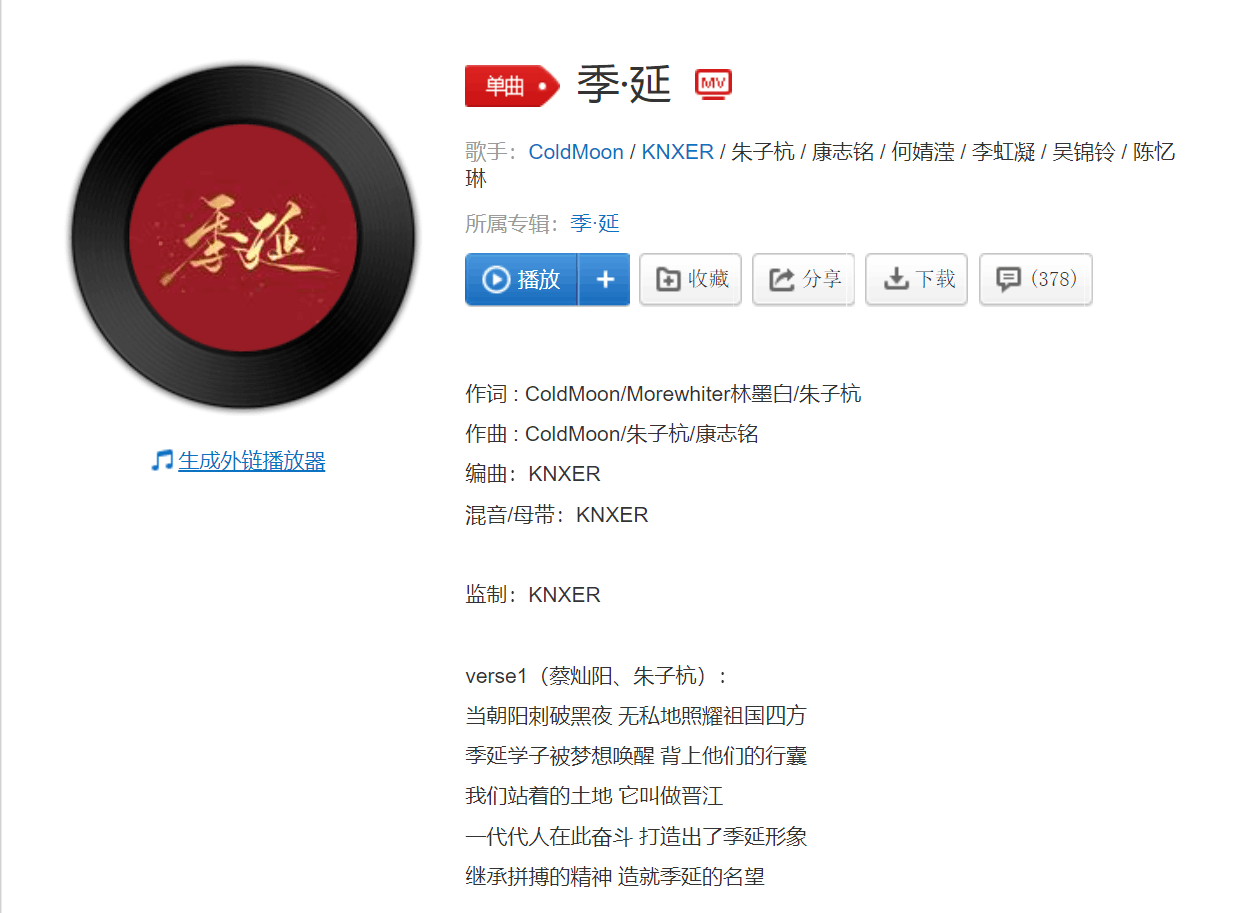 单曲
季·延
MV
歌手：ColdMoon / KNXER / 朱子杭 / 康志铭 / 何婧滢 / 李虹凝 / 吴锦铃 / 陈忆
琳
所属专辑：季·延
播放 + 收藏 分享 下载 (378)
季延
生成外链播放器
作词 : ColdMoon/Morewhiter林墨白/朱子杭
作曲 : ColdMoon/朱子杭/康志铭
编曲：KNXER
混音/母带：KNXER
监制：KNXER
verse1（蔡灿阳、朱子杭）:
当朝阳刺破黑夜 无私地照耀祖国四方
季延学子被梦想唤醒 背上他们的行囊
我们站着的土地 它叫做晋江
一代代人在此奋斗 打造出了季延形象
继承拼搏的精神 造就季延的名望